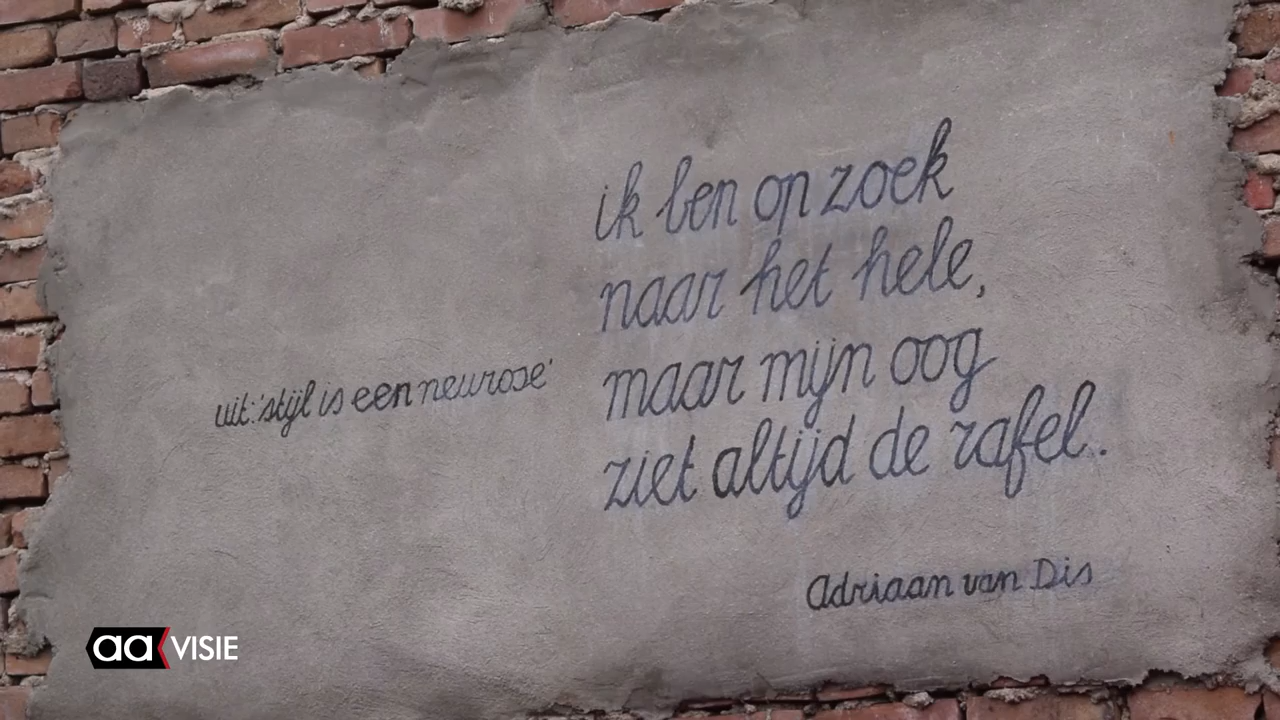 ik ben op zoek
naar het hele,
maar mijn oog
ziet altijd de rafel.
uit: 'stijl is een neurose'
Adriaan van Dis
aa VISIE